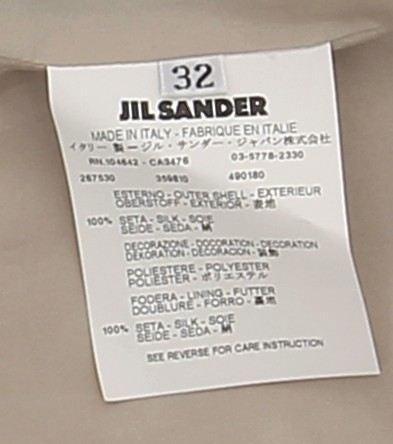 32
JIL SANDER
MADE IN ITALY - FABRIQUE EN ITALIE
イタリー製ージル・サンダー・ジャパン株式会社
RN.104642 - CA3476 03-5778-2330
267530 359810 490180
ESTERNO - OUTER SHELL - EXTERIEUR
OBERSTOFF - EXTERIOR - 表地
100% SETA - SILK - SOIE
SEIDE - SEDA - 絹
DECORAZIONE - DOCORATION - DECORATION
DEKORATION - DECORACION - 装飾
POLIESTERE - POLYESTER
POLIESTER - ポリエステル
FODERA - LINING - FUTTER
DOUBLURE - FORRO - 裏地
100% SETA - SILK - SOIE
SEIDE - SEDA - 絹
SEE REVERSE FOR CARE INSTRUCTION